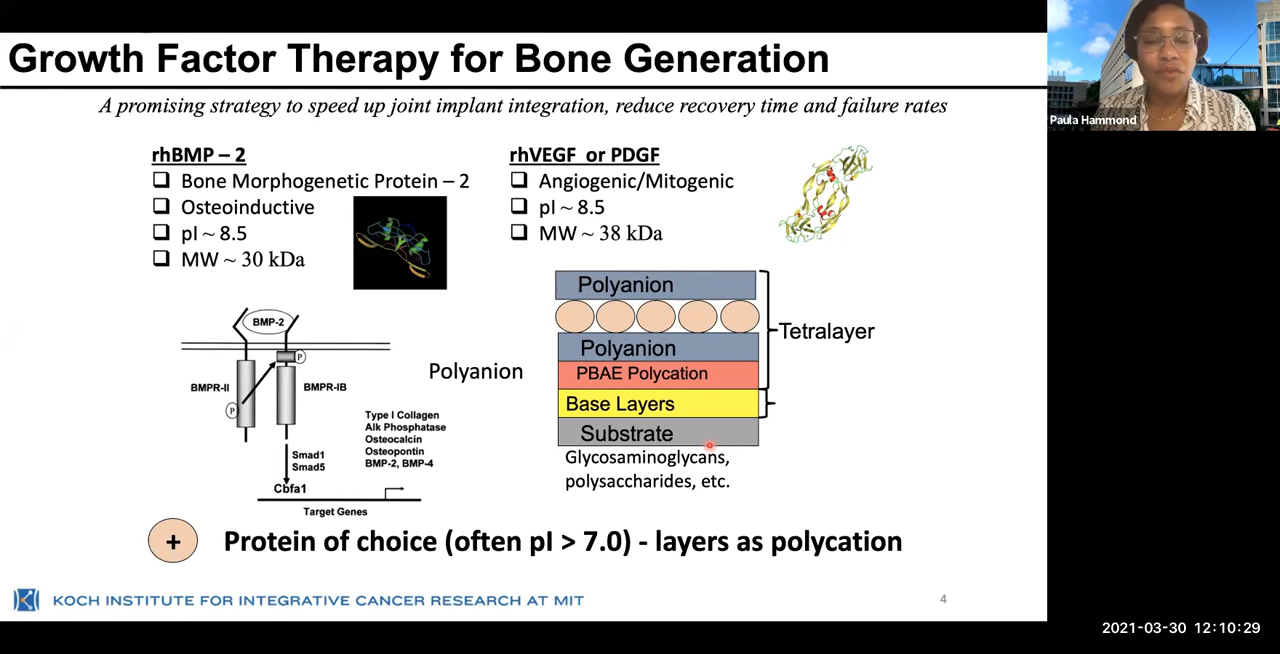 Growth Factor Therapy for Bone Generation
A promising strategy to speed up joint implant integration, reduce recovery time and failure rates
rhBMP – 2
❑ Bone Morphogenetic Protein – 2
❑ Osteoinductive
❑ pI ~ 8.5
❑ MW ~ 30 kDa
rhVEGF or PDGF
❑ Angiogenic/Mitogenic
❑ pI ~ 8.5
❑ MW ~ 38 kDa
BMP-2
P
BMPR-II
BMPR-IB
P
Type I Collagen
Alk Phosphatase
Osteocalcin
Osteopontin
BMP-2, BMP-4
Smad1
Smad5
Cbfa1
Target Genes
Polyanion
Polyanion
Polyanion
PBAE Polycation
Base Layers
Substrate
Tetralayer
Glycosaminoglycans,
polysaccharides, etc.
+ Protein of choice (often pI > 7.0) - layers as polycation
KOCH INSTITUTE FOR INTEGRATIVE CANCER RESEARCH AT MIT
4
Paula Hammond
2021-03-30 12:10:29